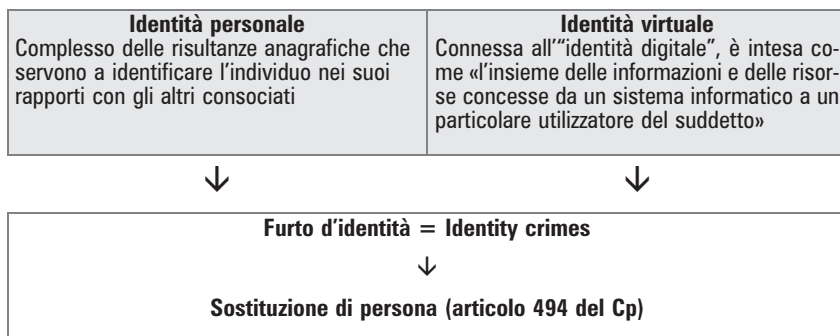 Identità personale
Complesso delle risultanze anagrafiche che
servono a identificare l'individuo nei suoi
rapporti con gli altri consociati
Identità virtuale
Connessa all'"identità digitale", è intesa co-
me «l'insieme delle informazioni e delle risor-
se concesse da un sistema informatico a un
particolare utilizzatore del suddetto»
Furto d'identità = Identity crimes
Sostituzione di persona (articolo 494 del Cp)